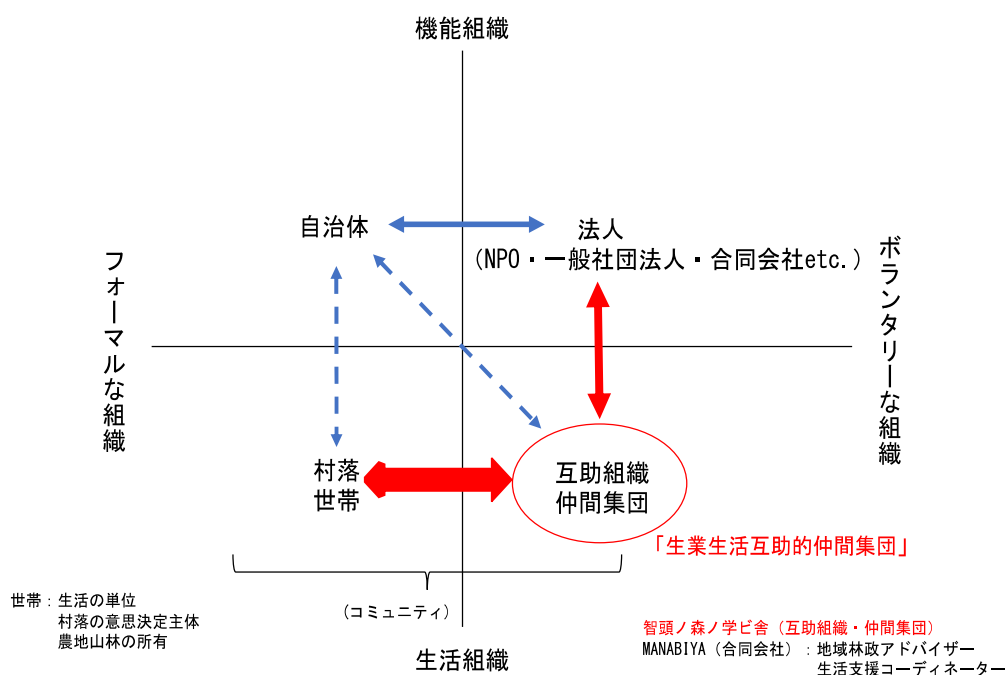 機能組織
自治体
法人
(NPO・一般社団法人・合同会社etc.)
フォーマルな組織
ボランタリーな組織
村落
世帯
互助組織
仲間集団
「生業生活互助的仲間集団」
(コミュニティ)
世帯:生活の単位
村落の意思決定主体
農地山林の所有
生活組織
智頭ノ森ノ学ビ舎(互助組織・仲間集団)
MANABIYA(合同会社):地域林政アドバイザー
生活支援コーディネーター